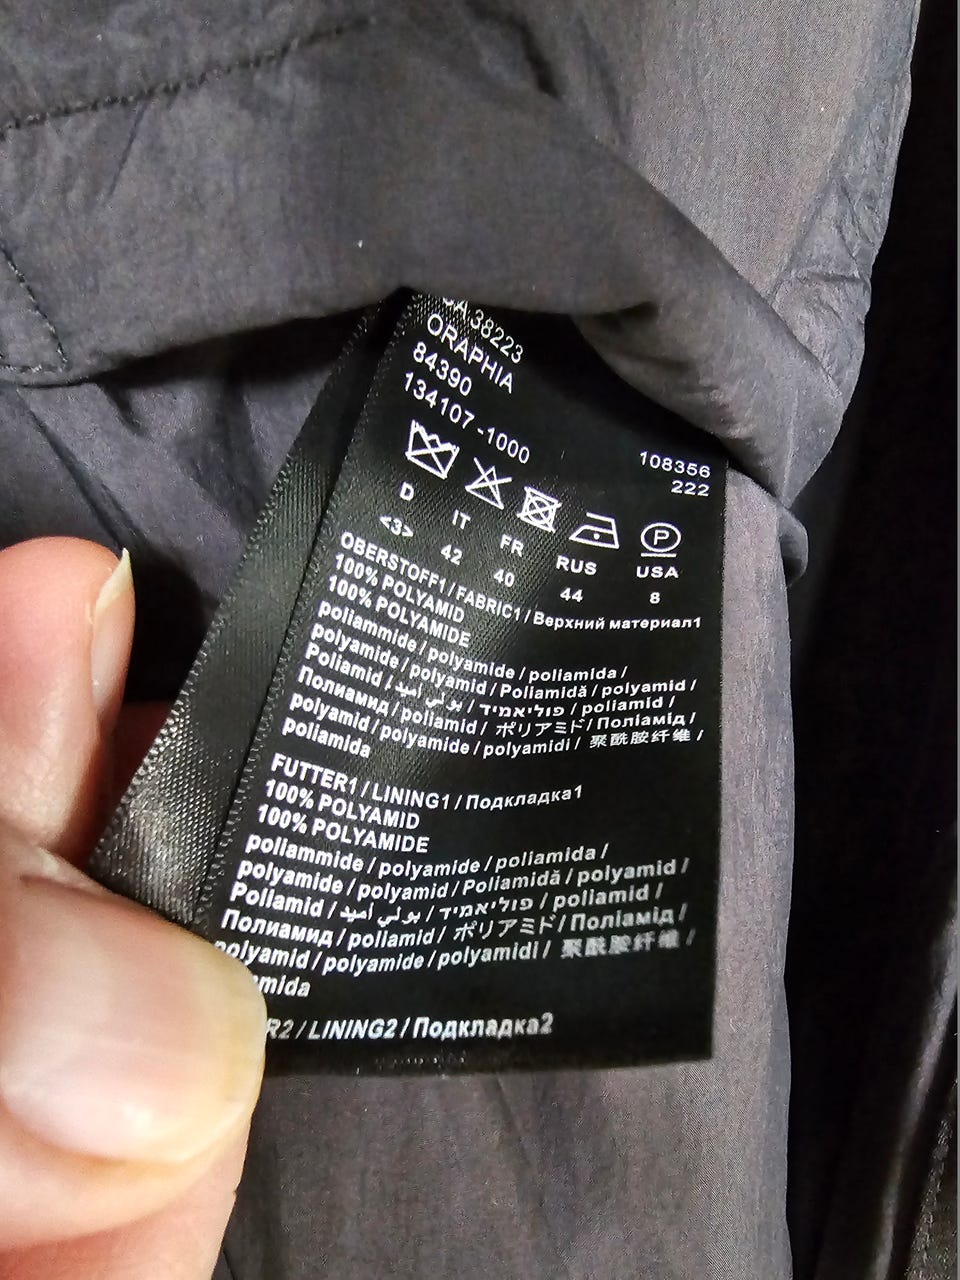 CA 38223
ORAPHIA
84390
134107-1000
108356
222
P
D IT FR RUS USA
<3> 42 40 44 8
OBERSTOFF1 / FABRIC1 / Верхний материал1
100% POLYAMID
100% POLYAMIDE
poliammide / polyamide / poliamida /
polyamide / polyamid / Poliamidă / polyamid /
Poliamid / بولي أميد / פוליאמיד / poliamid /
Полиамид / poliamid / ポリアミド / Поліамід /
polyamid / polyamide / polyamidi / 聚酰胺纤维 /
poliamida
FUTTER1 / LINING1 / Подкладка1
100% POLYAMID
100% POLYAMIDE
poliammide / polyamide / poliamida /
polyamide / polyamid / Poliamidă / polyamid /
Poliamid / بولي أميد / פוליאמיד / poliamid /
Полиамид / poliamid / ポリアミド / Поліамід /
polyamid / polyamide / polyamidi / 聚酰胺纤维 /
mida
R2 / LINING2 / Подкладка2